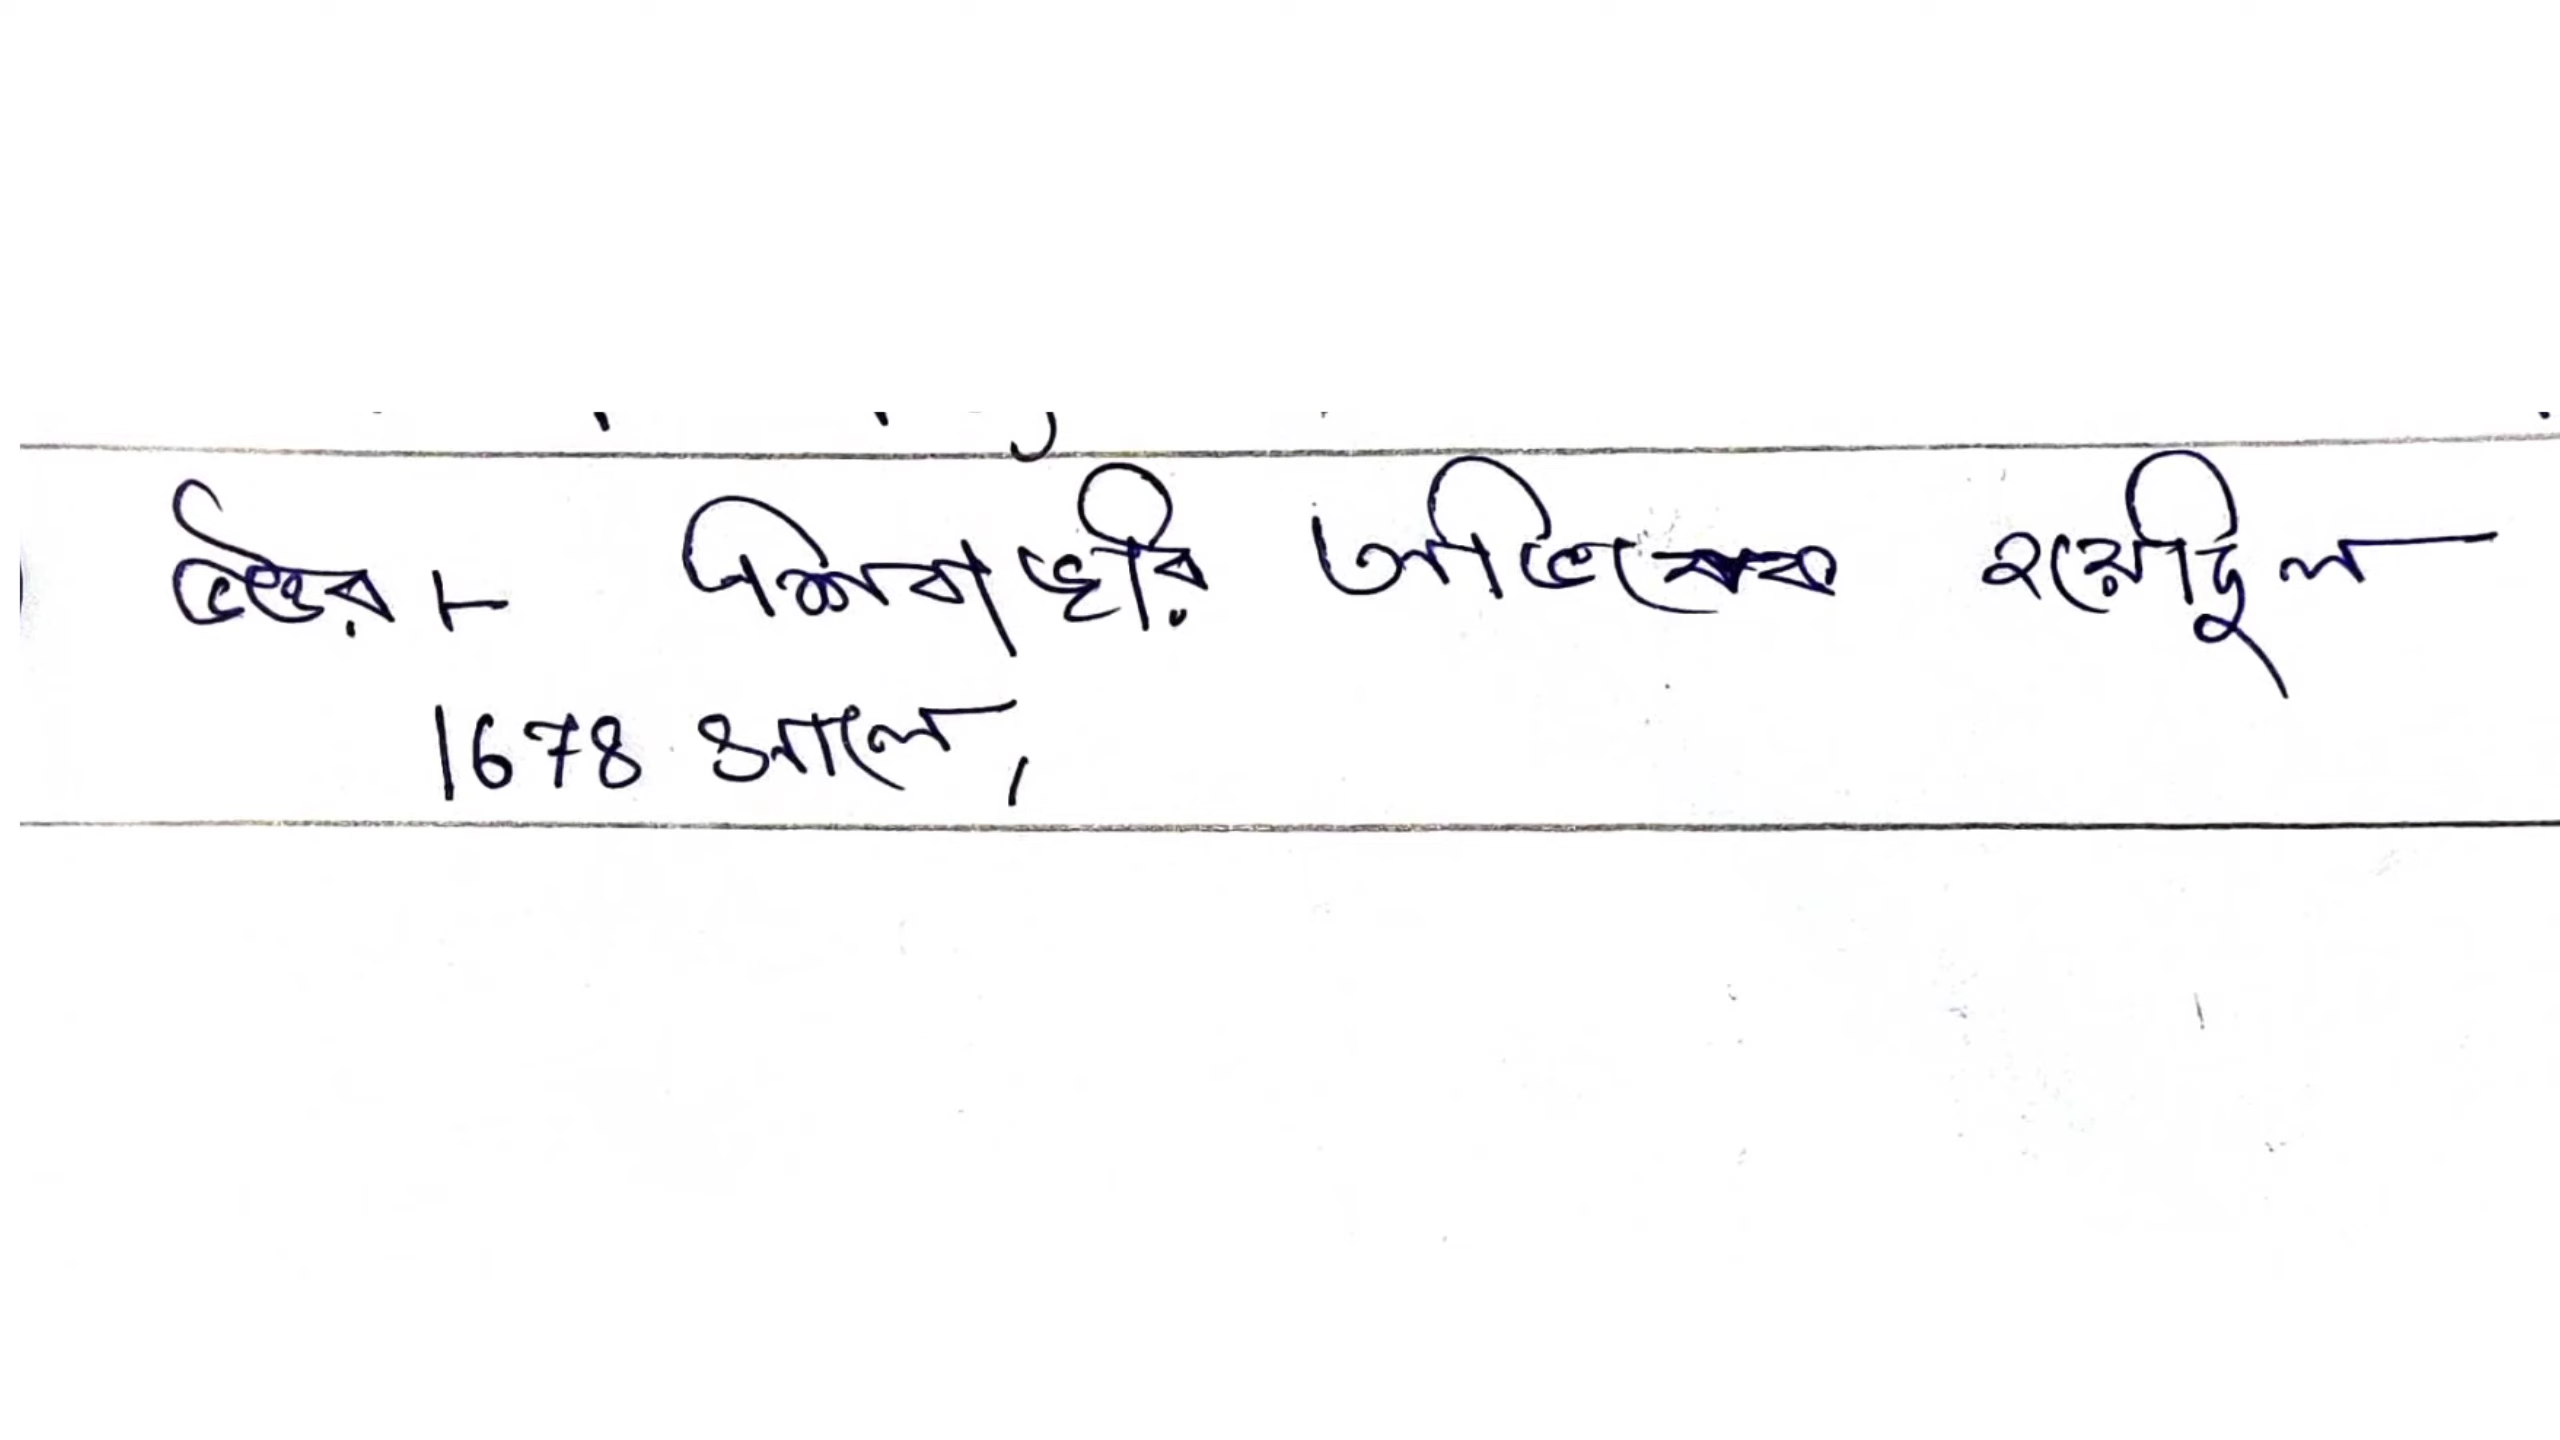 উত্তর :- শিবাজীর অভিষেক হয়েছিল
1678 সালে,